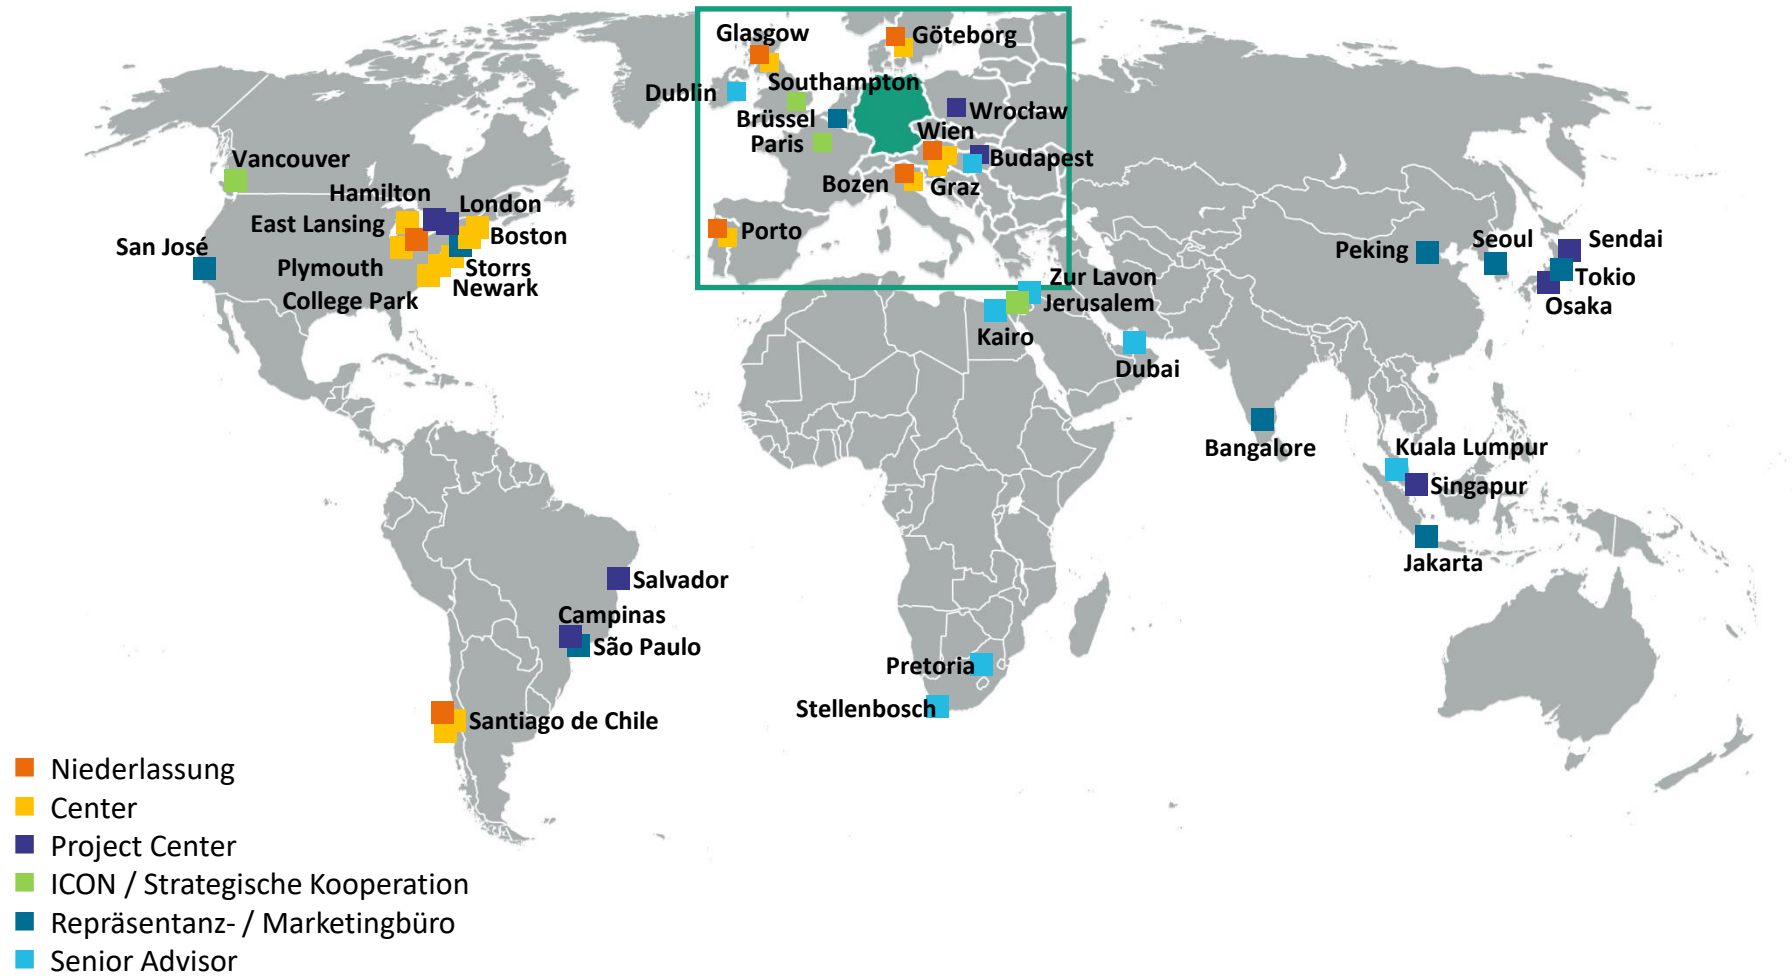 Glasgow
Göteborg
Southampton
Dublin
Brüssel
Wrocław
Wien
Paris
Budapest
Bozen
Graz
Porto
Vancouver
Hamilton
London
East Lansing
Boston
San José
Plymouth
Storrs
Newark
College Park
Zur Lavon
Jerusalem
Kairo
Dubai
Peking
Seoul
Sendai
Tokio
Osaka
Bangalore
Kuala Lumpur
Singapur
Jakarta
Salvador
Campinas
São Paulo
Pretoria
Stellenbosch
Santiago de Chile
Niederlassung
Center
Project Center
ICON / Strategische Kooperation
Repräsentanz- / Marketingbüro
Senior Advisor